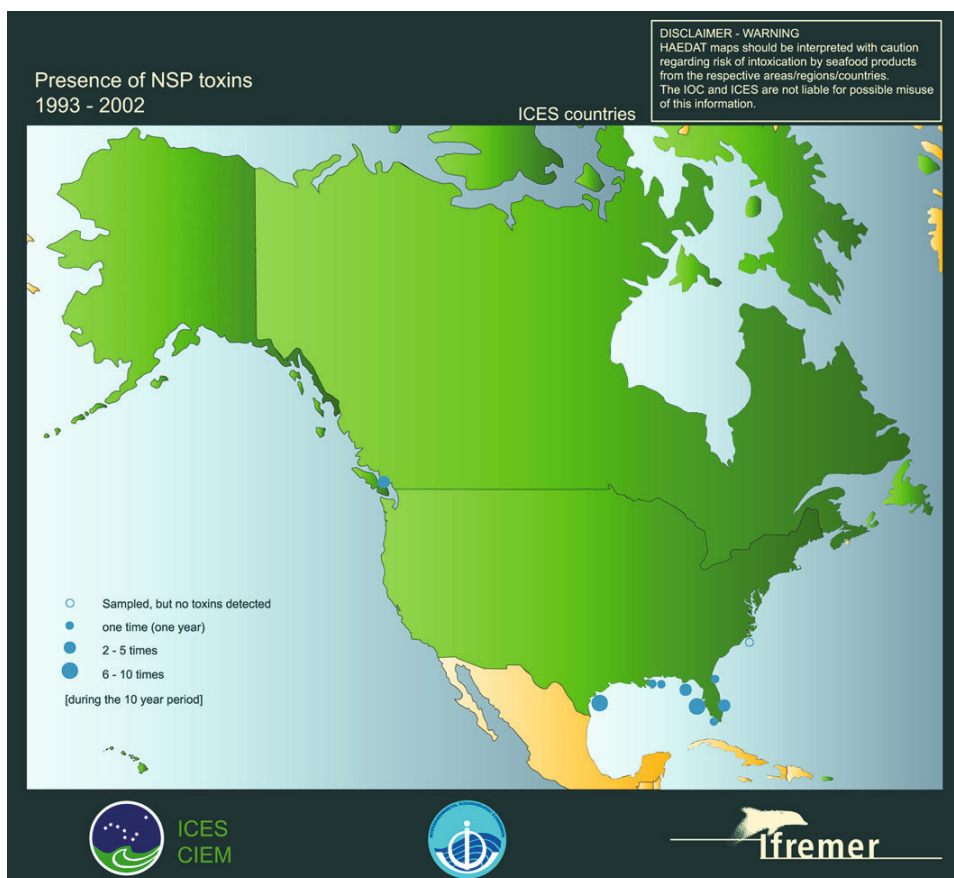 DISCLAIMER - WARNING
HAEDAT maps should be interpreted with caution
regarding risk of intoxication by seafood products
from the respective areas/regions/countries.
The IOC and ICES are not liable for possible misuse
of this information.
Presence of NSP toxins
1993 - 2002
ICES countries
Sampled, but no toxins detected
one time (one year)
2 - 5 times
6 - 10 times
[during the 10 year period]
ICES
CIEM
Ifremer